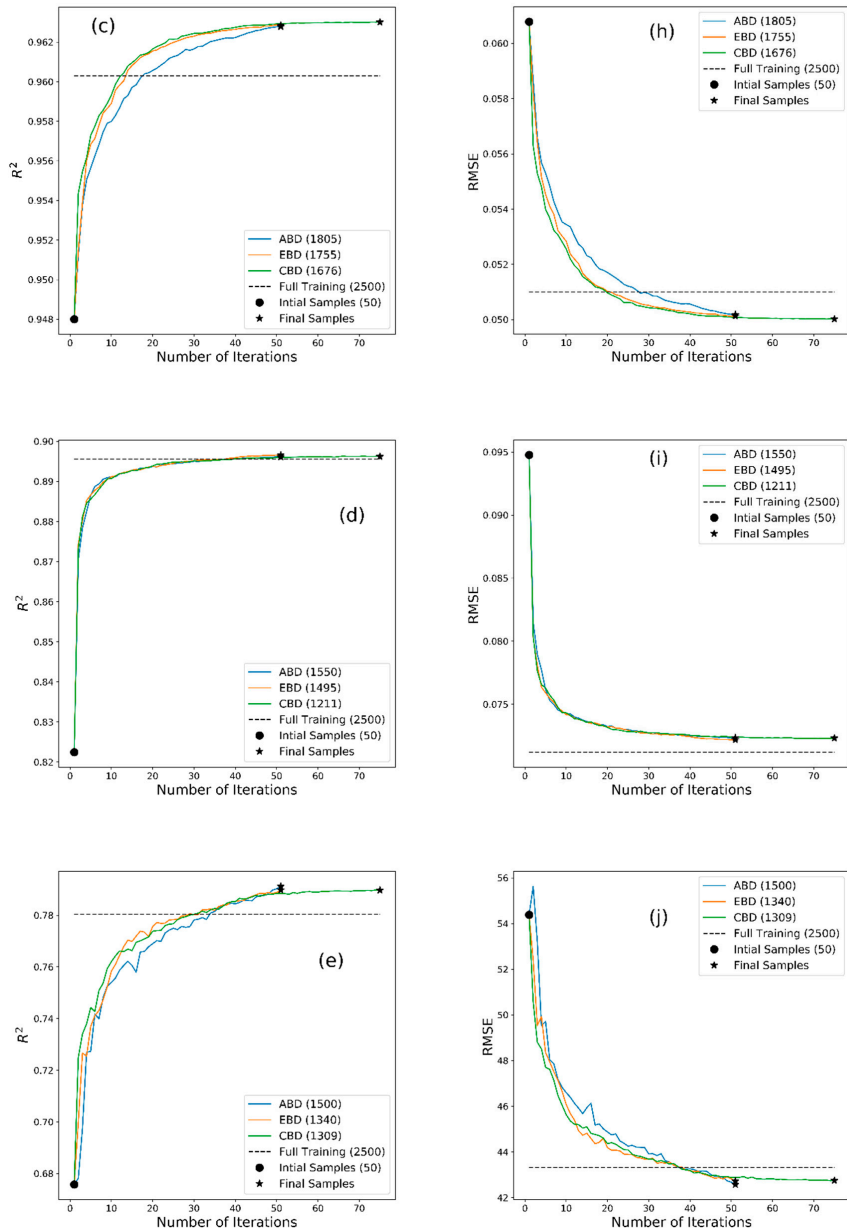 (c)
R²
0.962
0.960
0.958
0.956
0.954
0.952
0.950
0.948
ABD (1805)
EBD (1755)
CBD (1676)
Full Training (2500)
Intial Samples (50)
Final Samples
0 10 20 30 40 50 60 70
Number of Iterations
(h)
RMSE
0.060
0.058
0.056
0.054
0.052
0.050
ABD (1805)
EBD (1755)
CBD (1676)
Full Training (2500)
Intial Samples (50)
Final Samples
0 10 20 30 40 50 60 70
Number of Iterations
(d)
R²
0.90
0.89
0.88
0.87
0.86
0.85
0.84
0.83
0.82
ABD (1550)
EBD (1495)
CBD (1211)
Full Training (2500)
Intial Samples (50)
Final Samples
0 10 20 30 40 50 60 70
Number of Iterations
(i)
RMSE
0.095
0.090
0.085
0.080
0.075
ABD (1550)
EBD (1495)
CBD (1211)
Full Training (2500)
Intial Samples (50)
Final Samples
0 10 20 30 40 50 60 70
Number of Iterations
(e)
R²
0.78
0.76
0.74
0.72
0.70
0.68
ABD (1500)
EBD (1340)
CBD (1309)
Full Training (2500)
Intial Samples (50)
Final Samples
0 10 20 30 40 50 60 70
Number of Iterations
(j)
RMSE
56
54
52
50
48
46
44
42
ABD (1500)
EBD (1340)
CBD (1309)
Full Training (2500)
Intial Samples (50)
Final Samples
0 10 20 30 40 50 60 70
Number of Iterations